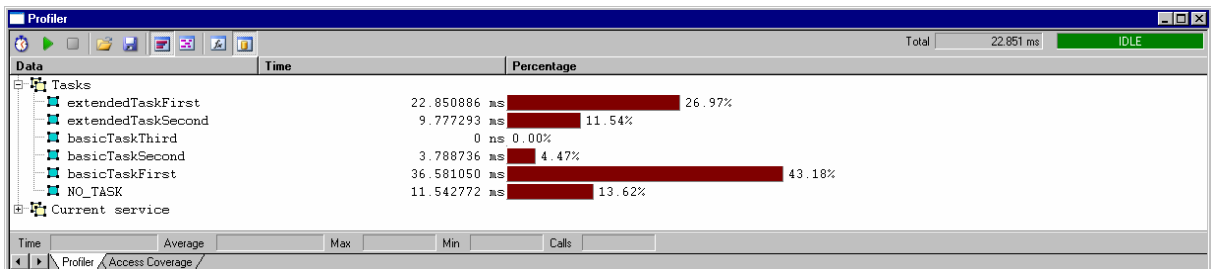 Profiler
Total 22.851 ms IDLE
Data Time Percentage
Tasks
extendedTaskFirst 22.850886 ms 26.97%
extendedTaskSecond 9.777293 ms 11.54%
basicTaskThird 0 ns 0.00%
basicTaskSecond 3.788736 ms 4.47%
basicTaskFirst 36.581050 ms 43.18%
NO_TASK 11.542772 ms 13.62%
Current service
Time Average Max Min Calls
Profiler Access Coverage